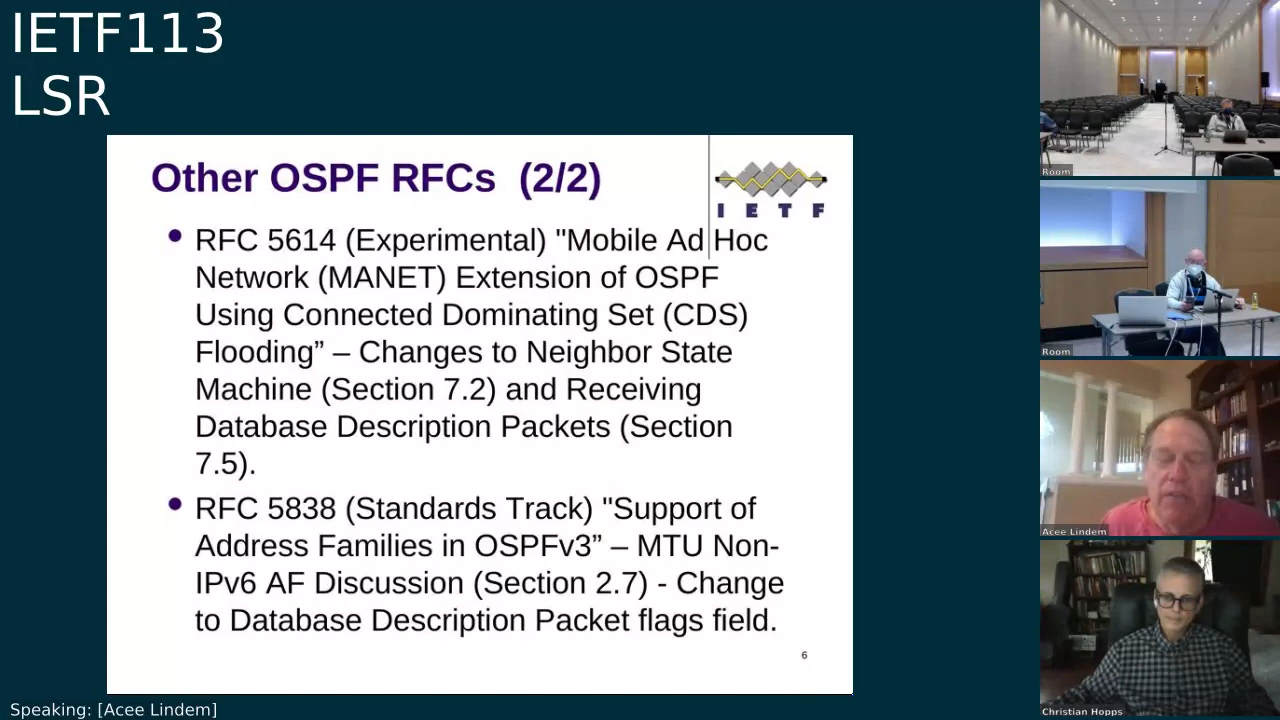 IETF113
LSR
Other OSPF RFCs (2/2)
I E T F
• RFC 5614 (Experimental) "Mobile Ad Hoc
Network (MANET) Extension of OSPF
Using Connected Dominating Set (CDS)
Flooding” – Changes to Neighbor State
Machine (Section 7.2) and Receiving
Database Description Packets (Section
7.5).
• RFC 5838 (Standards Track) "Support of
Address Families in OSPFv3” – MTU Non-
IPv6 AF Discussion (Section 2.7) - Change
to Database Description Packet flags field.
6
Speaking: [Acee Lindem]
Room
Room
Acee Lindem
Christian Hopps